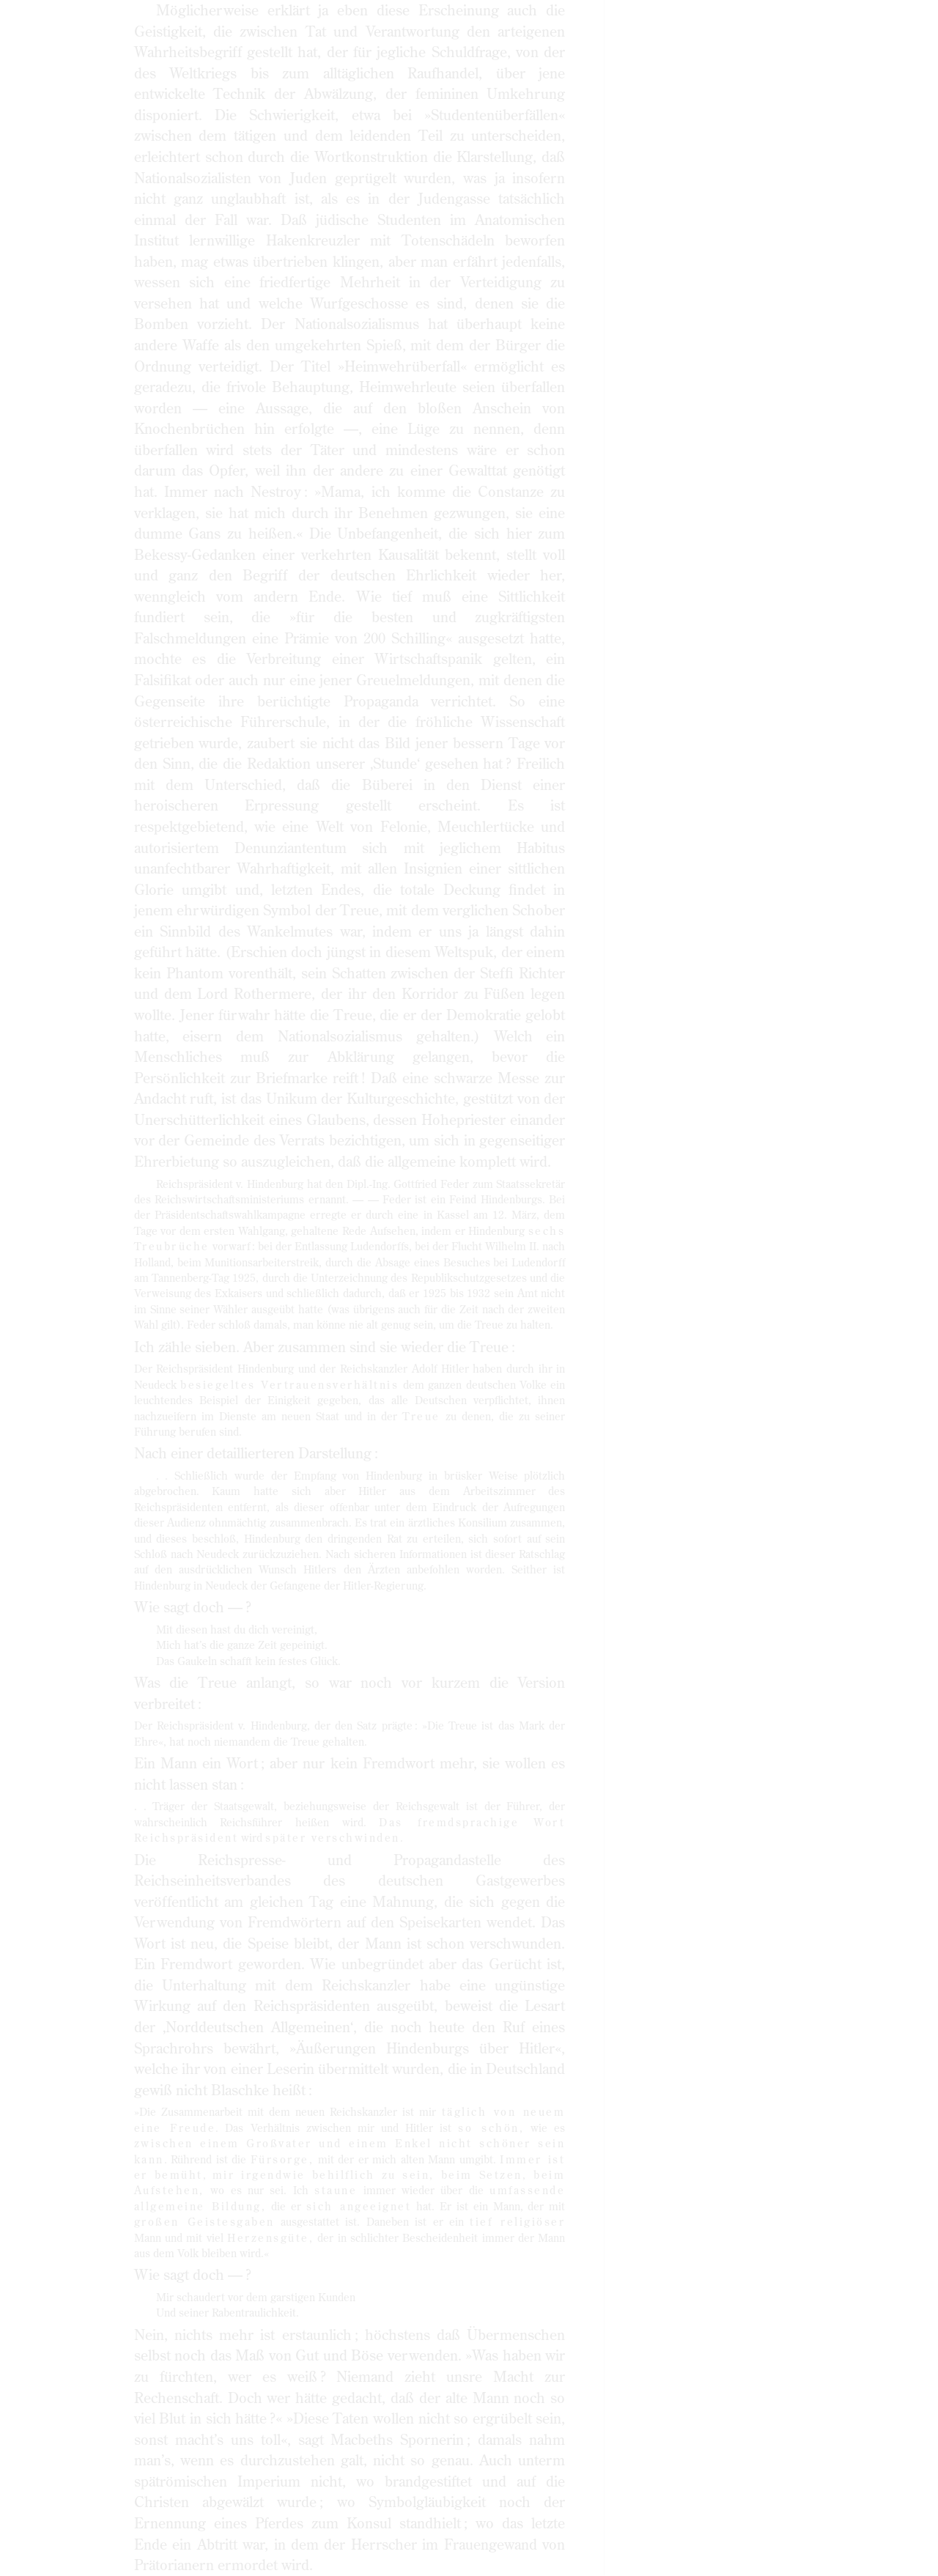 Möglicherweise erklärt ja eben diese Erscheinung auch die
Geistigkeit, die zwischen Tat und Verantwortung den arteigenen
Wahrheitsbegriff gestellt hat, der für jegliche Schuldfrage, von der
des Weltkriegs bis zum alltäglichen Raufhandel, über jene
entwickelte Technik der Abwälzung, der femininen Umkehrung
disponiert. Die Schwierigkeit, etwa bei »Studentenüberfällen«
zwischen dem tätigen und dem leidenden Teil zu unterscheiden,
erleichtert schon durch die Wortkonstruktion die Klarstellung, daß
Nationalsozialisten von Juden geprügelt wurden, was ja insofern
nicht ganz unglaubhaft ist, als es in der Judengasse tatsächlich
einmal der Fall war. Daß jüdische Studenten im Anatomischen
Institut lernwillige Hakenkreuzler mit Totenschädeln beworfen
haben, mag etwas übertrieben klingen, aber man erfährt jedenfalls,
wessen sich eine friedfertige Mehrheit in der Verteidigung zu
versehen hat und welche Wurfgeschosse es sind, denen sie die
Bomben vorzieht. Der Nationalsozialismus hat überhaupt keine
andere Waffe als den umgekehrten Spieß, mit dem der Bürger die
Ordnung verteidigt. Der Titel »Heimwehrüberfall« ermöglicht es
geradezu, die frivole Behauptung, Heimwehrleute seien überfallen
worden — eine Aussage, die auf den bloßen Anschein von
Knochenbrüchen hin erfolgte —, eine Lüge zu nennen, denn
überfallen wird stets der Täter und mindestens wäre er schon
darum das Opfer, weil ihn der andere zu einer Gewalttat genötigt
hat. Immer nach Nestroy: »Mama, ich komme die Constanze zu
verklagen, sie hat mich durch ihr Benehmen gezwungen, sie eine
dumme Gans zu heißen.« Die Unbefangenheit, die sich hier zum
Bekessy-Gedanken einer verkehrten Kausalität bekennt, stellt voll
und ganz den Begriff der deutschen Ehrlichkeit wieder her,
wenngleich vom andern Ende. Wie tief muß eine Sittlichkeit
fundiert sein, die »für die besten und zugkräftigsten
Falschmeldungen eine Prämie von 200 Schilling« ausgesetzt hatte,
mochte es die Verbreitung einer Wirtschaftspanik gelten, ein
Falsifikat oder auch nur eine jener Greuelmeldungen, mit denen die
Gegenseite ihre berüchtigte Propaganda verrichtet. So eine
österreichische Führerschule, in der die fröhliche Wissenschaft
getrieben wurde, zaubert sie nicht das Bild jener bessern Tage vor
den Sinn, die die Redaktion unserer ‚Stunde‘ gesehen hat? Freilich
mit dem Unterschied, daß die Büberei in den Dienst einer
heroischeren Erpressung gestellt erscheint. Es ist
respektgebietend, wie eine Welt von Felonie, Meuchlertücke und
autorisiertem Denunziantentum sich mit jeglichem Habitus
unanfechtbarer Wahrhaftigkeit, mit allen Insignien einer sittlichen
Glorie umgibt und, letzten Endes, die totale Deckung findet in
jenem ehrwürdigen Symbol der Treue, mit dem verglichen Schober
ein Sinnbild des Wankelmutes war, indem er uns ja längst dahin
geführt hätte. (Erschien doch jüngst in diesem Weltspuk, der einem
kein Phantom vorenthält, sein Schatten zwischen der Steffi Richter
und dem Lord Rothermere, der ihr den Korridor zu Füßen legen
wollte. Jener fürwahr hätte die Treue, die er der Demokratie gelobt
hatte, eisern dem Nationalsozialismus gehalten.) Welch ein
Menschliches muß zur Abklärung gelangen, bevor die
Persönlichkeit zur Briefmarke reift! Daß eine schwarze Messe zur
Andacht ruft, ist das Unikum der Kulturgeschichte, gestützt von der
Unerschütterlichkeit eines Glaubens, dessen Hohepriester einander
vor der Gemeinde des Verrats bezichtigen, um sich in gegenseitiger
Ehrerbietung so auszugleichen, daß die allgemeine komplett wird.
Reichspräsident v. Hindenburg hat den Dipl.-Ing. Gottfried Feder zum Staatssekretär
des Reichswirtschaftsministeriums ernannt. — — Feder ist ein Feind Hindenburgs. Bei
der Präsidentschaftswahlkampagne erregte er durch eine in Kassel am 12. März, dem
Tage vor dem ersten Wahlgang, gehaltene Rede Aufsehen, indem er Hindenburg sechs
Treubrüche vorwarf: bei der Entlassung Ludendorffs, bei der Flucht Wilhelm II. nach
Holland, beim Munitionsarbeiterstreik, durch die Absage eines Besuches bei Ludendorff
am Tannenberg-Tag 1925, durch die Unterzeichnung des Republikschutzgesetzes und die
Verweisung des Exkaisers und schließlich dadurch, daß er 1925 bis 1932 sein Amt nicht
im Sinne seiner Wähler ausgeübt hatte (was übrigens auch für die Zeit nach der zweiten
Wahl gilt). Feder schloß damals, man könne nie alt genug sein, um die Treue zu halten.
Ich zähle sieben. Aber zusammen sind sie wieder die Treue:
Der Reichspräsident Hindenburg und der Reichskanzler Adolf Hitler haben durch ihr in
Neudeck besiegeltes Vertrauensverhältnis dem ganzen deutschen Volke ein
leuchtendes Beispiel der Einigkeit gegeben, das alle Deutschen verpflichtet, ihnen
nachzueifern im Dienste am neuen Staat und in der Treue zu denen, die zu seiner
Führung berufen sind.
Nach einer detaillierteren Darstellung:
. . Schließlich wurde der Empfang von Hindenburg in brüsker Weise plötzlich
abgebrochen. Kaum hatte sich aber Hitler aus dem Arbeitszimmer des
Reichspräsidenten entfernt, als dieser offenbar unter dem Eindruck der Aufregungen
dieser Audienz ohnmächtig zusammenbrach. Es trat ein ärztliches Konsilium zusammen,
und dieses beschloß, Hindenburg den dringenden Rat zu erteilen, sich sofort auf sein
Schloß nach Neudeck zurückzuziehen. Nach sicheren Informationen ist dieser Ratschlag
auf den ausdrücklichen Wunsch Hitlers den Ärzten anbefohlen worden. Seither ist
Hindenburg in Neudeck der Gefangene der Hitler-Regierung.
Wie sagt doch —?
Mit diesen hast du dich vereinigt,
Mich hat's die ganze Zeit gepeinigt.
Das Gaukeln schafft kein festes Glück.
Was die Treue anlangt, so war noch vor kurzem die Version
verbreitet:
Der Reichspräsident v. Hindenburg, der den Satz prägte: »Die Treue ist das Mark der
Ehre«, hat noch niemandem die Treue gehalten.
Ein Mann ein Wort; aber nur kein Fremdwort mehr, sie wollen es
nicht lassen stan:
. . Träger der Staatsgewalt, beziehungsweise der Reichsgewalt ist der Führer, der
wahrscheinlich Reichsführer heißen wird. Das fremdsprachige Wort
Reichspräsident wird später verschwinden.
Die Reichspresse- und Propagandastelle des
Reichseinheitsverbandes des deutschen Gastgewerbes
veröffentlicht am gleichen Tag eine Mahnung, die sich gegen die
Verwendung von Fremdwörtern auf den Speisekarten wendet. Das
Wort ist neu, die Speise bleibt, der Mann ist schon verschwunden.
Ein Fremdwort geworden. Wie unbegründet aber das Gerücht ist,
die Unterhaltung mit dem Reichskanzler habe eine ungünstige
Wirkung auf den Reichspräsidenten ausgeübt, beweist die Lesart
der ‚Norddeutschen Allgemeinen‘, die noch heute den Ruf eines
Sprachrohrs bewährt, »Äußerungen Hindenburgs über Hitler«,
welche ihr von einer Leserin übermittelt wurden, die in Deutschland
gewiß nicht Blaschke heißt:
»Die Zusammenarbeit mit dem neuen Reichskanzler ist mir täglich von neuem
eine Freude. Das Verhältnis zwischen mir und Hitler ist so schön, wie es
zwischen einem Großvater und einem Enkel nicht schöner sein
kann. Rührend ist die Fürsorge, mit der er mich alten Mann umgibt. Immer ist
er bemüht, mir irgendwie behilflich zu sein, beim Setzen, beim
Aufstehen, wo es nur sei. Ich staune immer wieder über die umfassende
allgemeine Bildung, die er sich angeeignet hat. Er ist ein Mann, der mit
großen Geistesgaben ausgestattet ist. Daneben ist er ein tief religiöser
Mann und mit viel Herzensgüte, der in schlichter Bescheidenheit immer der Mann
aus dem Volk bleiben wird.«
Wie sagt doch —?
Mir schaudert vor dem garstigen Kunden
Und seiner Rabentraulichkeit.
Nein, nichts mehr ist erstaunlich; höchstens daß Übermenschen
selbst noch das Maß von Gut und Böse verwenden. »Was haben wir
zu fürchten, wer es weiß? Niemand zieht unsre Macht zur
Rechenschaft. Doch wer hätte gedacht, daß der alte Mann noch so
viel Blut in sich hätte?« »Diese Taten wollen nicht so ergrübelt sein,
sonst macht's uns toll«, sagt Macbeths Spornerin; damals nahm
man's, wenn es durchzustehen galt, nicht so genau. Auch unterm
spätrömischen Imperium nicht, wo brandgestiftet und auf die
Christen abgewälzt wurde; wo Symbolgläubigkeit noch der
Ernennung eines Pferdes zum Konsul standhielt; wo das letzte
Ende ein Abtritt war, in dem der Herrscher im Frauengewand von
Prätorianern ermordet wird.